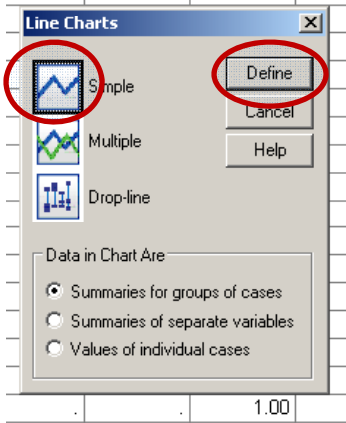 Line Charts
Simple
Define
Cancel
Multiple
Help
Drop-line
Data in Chart Are
Summaries for groups of cases
Summaries of separate variables
Values of individual cases
. . 1.00